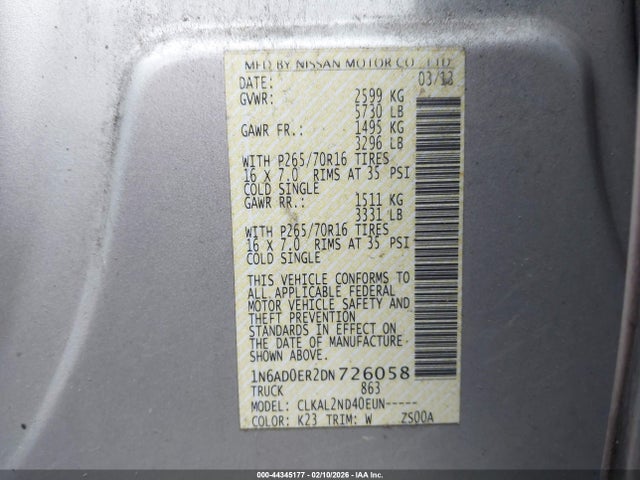 MFD BY NISSAN MOTOR CO., LTD.
DATE: 03/13
GVWR: 2599 KG
5730 LB
GAWR FR.: 1495 KG
3296 LB
WITH P265/70R16 TIRES
16 X 7.0 RIMS AT 35 PSI
COLD SINGLE
GAWR RR.: 1511 KG
3331 LB
WITH P265/70R16 TIRES
16 X 7.0 RIMS AT 35 PSI
COLD SINGLE
THIS VEHICLE CONFORMS TO
ALL APPLICABLE FEDERAL
MOTOR VEHICLE SAFETY AND
THEFT PREVENTION
STANDARDS IN EFFECT ON
THE DATE OF MANUFACTURE
SHOWN ABOVE.
1N6AD0ER2DN726058
TRUCK 863
MODEL: CLKAL2ND40EUN-----
COLOR: K23 TRIM: W ZS00A
000-44345177 - 02/10/2026 - IAA Inc.